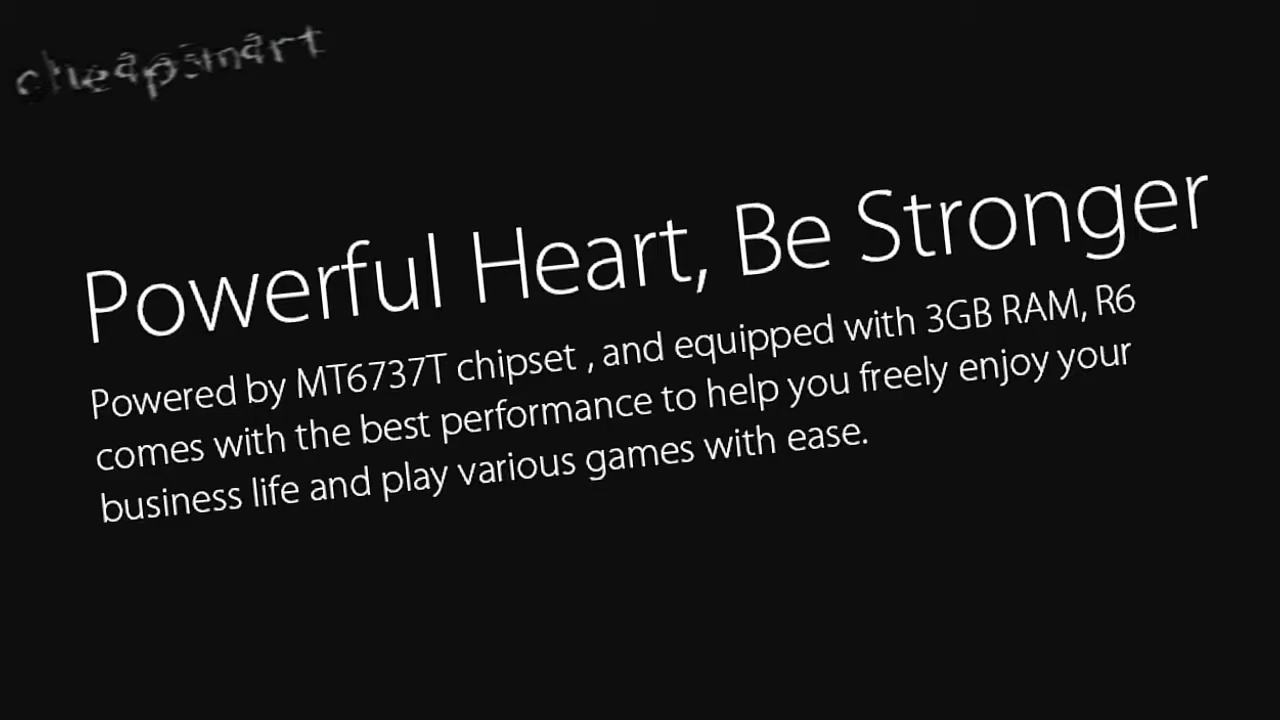 cheapsmart
Powerful Heart, Be Stronger
Powered by MT6737T chipset , and equipped with 3GB RAM, R6
comes with the best performance to help you freely enjoy your
business life and play various games with ease.